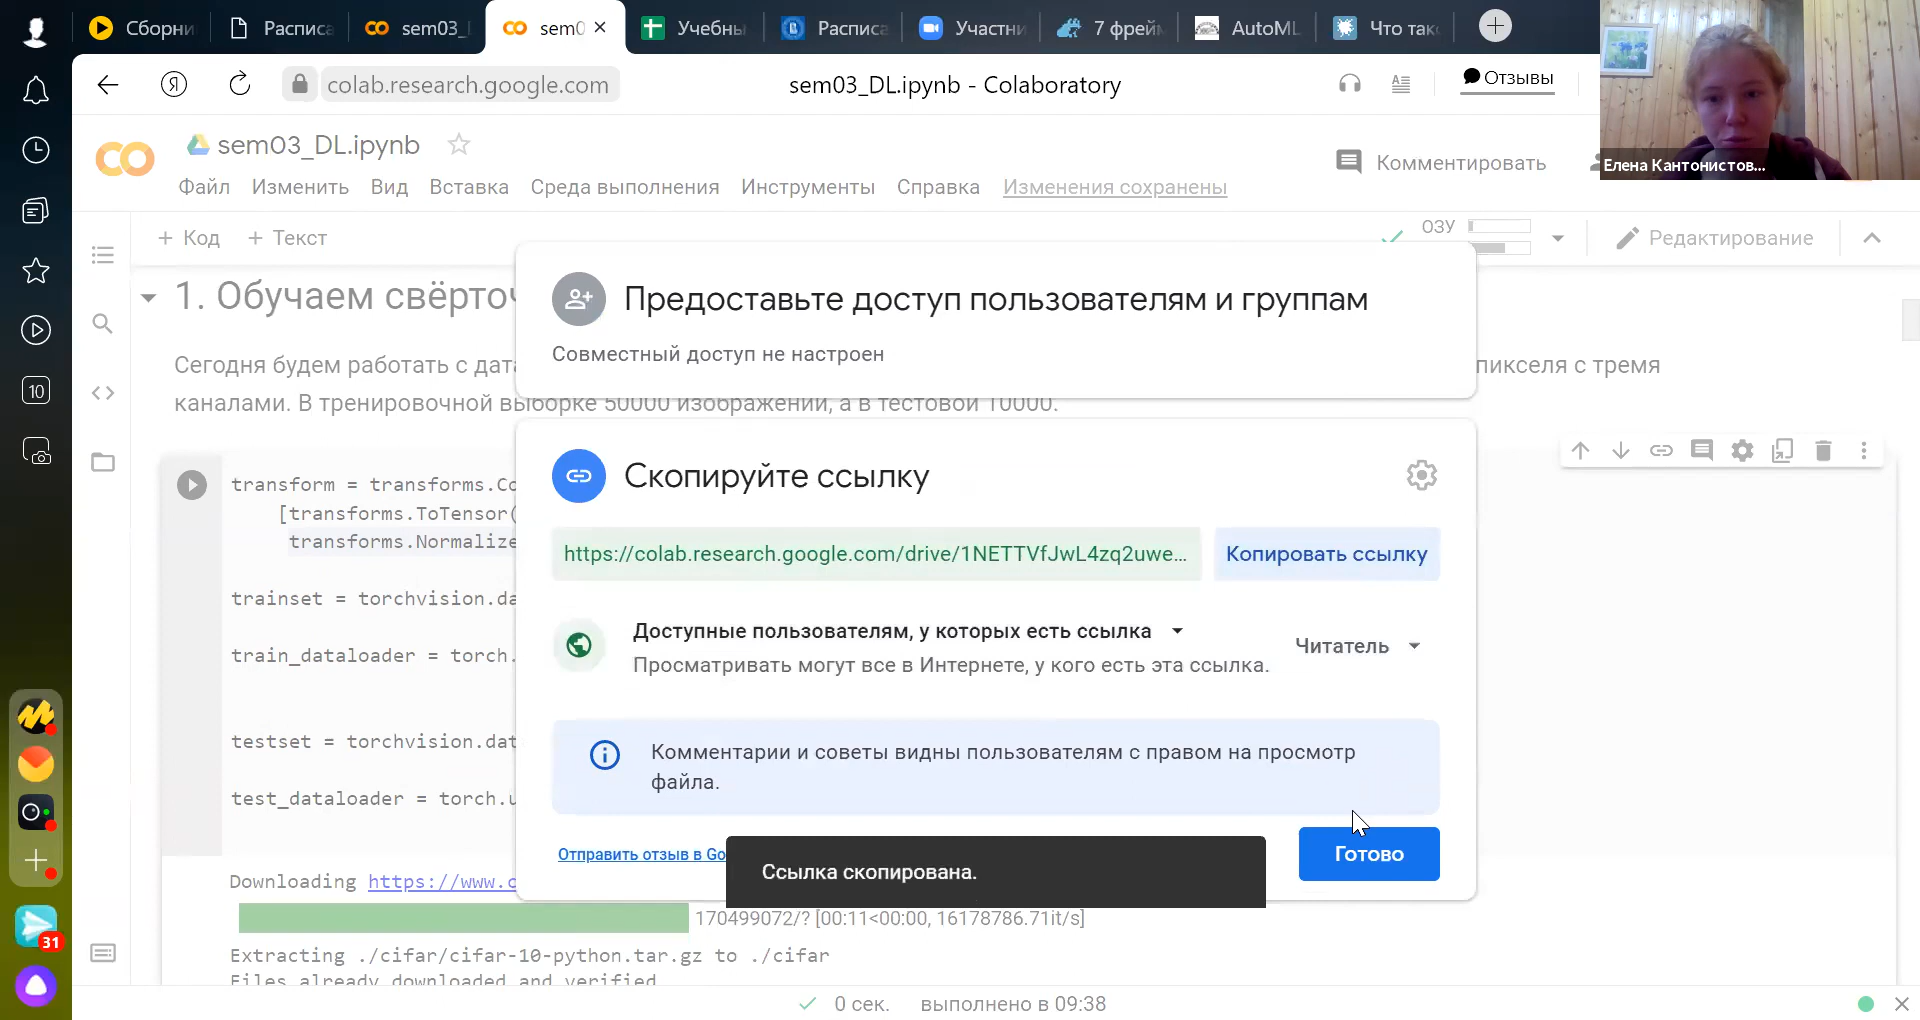 Сборни
Расписа
sem03_
sem0
Учебны
Расписа
Участни
7 фрейм
AutoML
Что так
colab.research.google.com
sem03_DL.ipynb - Colaboratory
Отзывы
Елена Кантонистов...
sem03_DL.ipynb
Комментировать
Файл Изменить Вид Вставка Среда выполнения Инструменты Справка Изменения сохранены
+ Код + Текст
ОЗУ
Редактирование
1. Обучаем свёрточ
Сегодня будем работать с дат
пикселя с тремя
каналами. В тренировочной выборке 50000 изображений, а в тестовой 10000.
Предоставьте доступ пользователям и группам
Совместный доступ не настроен
Скопируйте ссылку
https://colab.research.google.com/drive/1NETTVfJwL4zq2uwe...
Копировать ссылку
Доступные пользователям, у которых есть ссылка
Просматривать могут все в Интернете, у кого есть эта ссылка.
Читатель
Комментарии и советы видны пользователям с правом на просмотр
файла.
Отправить отзыв в Go
Ссылка скопирована.
Готово
transform = transforms.Co
[transforms.ToTensor(
transforms.Normalize
trainset = torchvision.da
train_dataloader = torch.
testset = torchvision.dat
test_dataloader = torch.u
Downloading https://www.c
170499072/? [00:11<00:00, 16178786.71it/s]
Extracting ./cifar/cifar-10-python.tar.gz to ./cifar
Files already downloaded and verified
0 сек. выполнено в 09:38
10
31